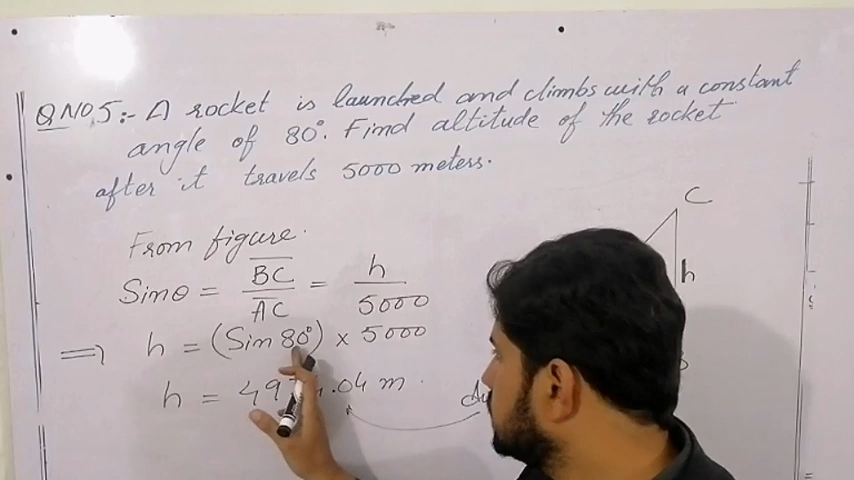 Q NO.5:- A rocket is launched and climbs with a constant
angle of 80°. Find altitude of the rocket
after it travels 5000 meters.
From figure.
Sinθ = BC / AC = h / 5000
⇒ h = (Sin 80°) × 5000
h = .04 m.
C
h